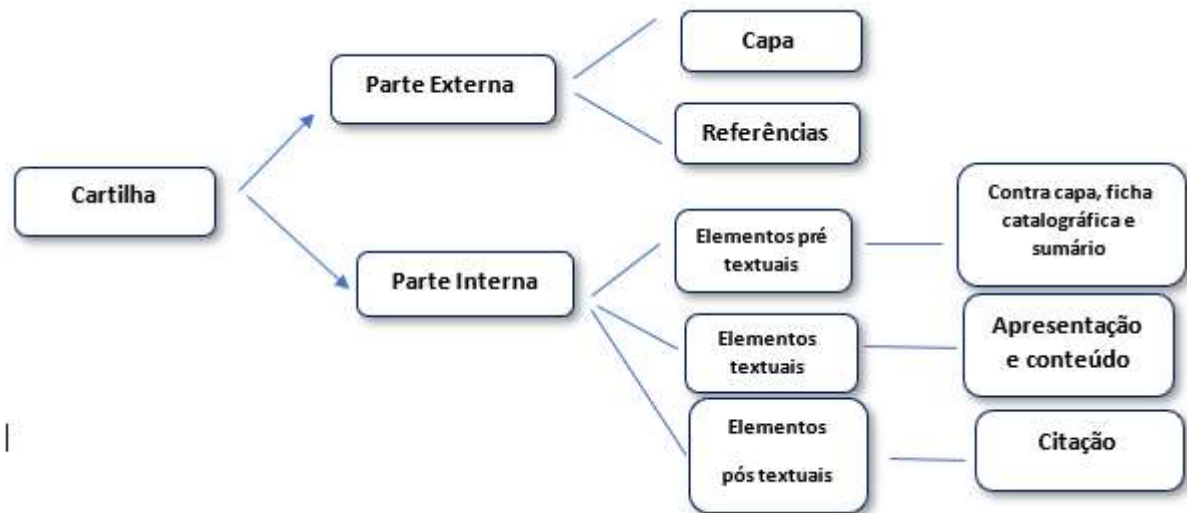 Cartilha
Parte Externa
Capa
Referências
Parte Interna
Elementos pré
textuais
Contra capa, ficha
catalográfica e
sumário
Elementos
textuais
Apresentação
e conteúdo
Elementos
pós textuais
Citação